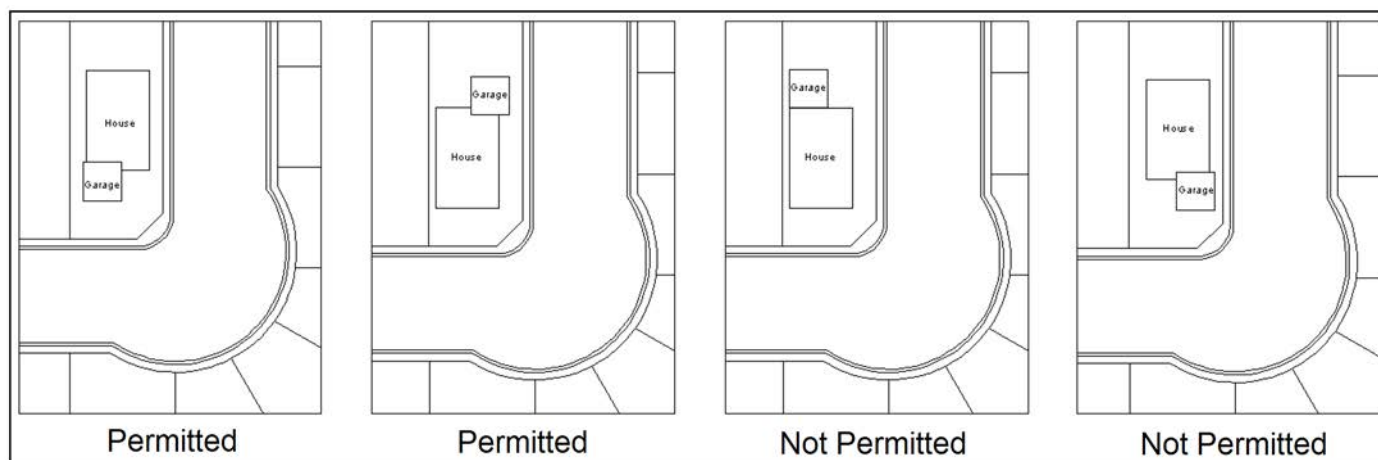 House
Garage
Permitted
Garage
House
Permitted
Garage
House
Not Permitted
House
Garage
Not Permitted